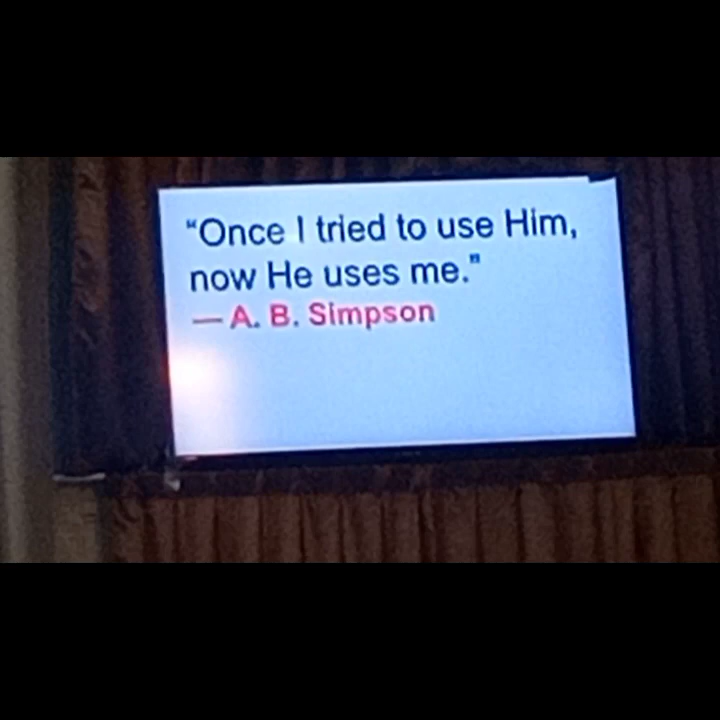 “Once I tried to use Him,
now He uses me.”
— A. B. Simpson